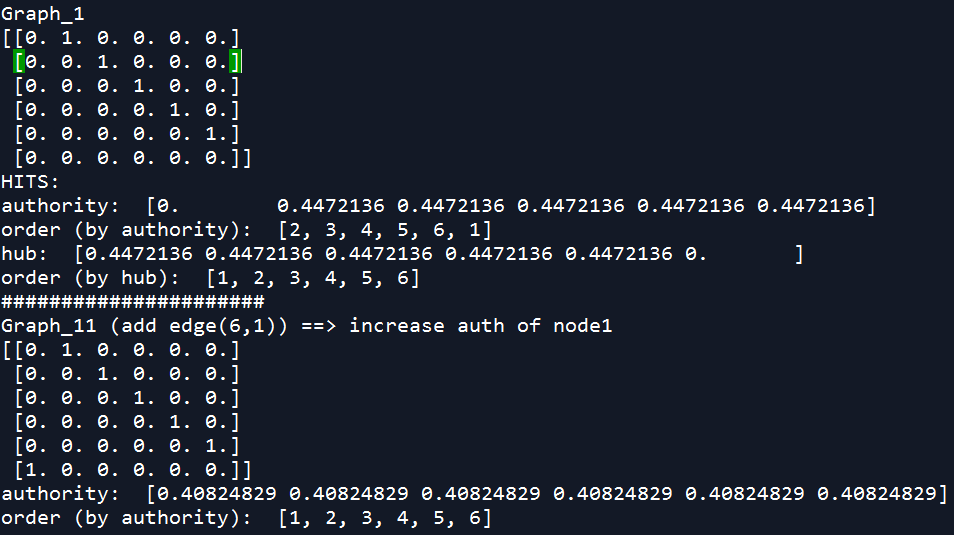 Graph_1
[[0. 1. 0. 0. 0. 0.]
 [0. 0. 1. 0. 0. 0.]
 [0. 0. 0. 1. 0. 0.]
 [0. 0. 0. 0. 1. 0.]
 [0. 0. 0. 0. 0. 1.]
 [0. 0. 0. 0. 0. 0.]]
HITS:
authority:  [0.        0.4472136 0.4472136 0.4472136 0.4472136 0.4472136]
order (by authority):  [2, 3, 4, 5, 6, 1]
hub:  [0.4472136 0.4472136 0.4472136 0.4472136 0.4472136 0.       ]
order (by hub):  [1, 2, 3, 4, 5, 6]
######################
Graph_11 (add edge(6,1)) ==> increase auth of node1
[[0. 1. 0. 0. 0. 0.]
 [0. 0. 1. 0. 0. 0.]
 [0. 0. 0. 1. 0. 0.]
 [0. 0. 0. 0. 1. 0.]
 [0. 0. 0. 0. 0. 1.]
 [1. 0. 0. 0. 0. 0.]]
authority:  [0.40824829 0.40824829 0.40824829 0.40824829 0.40824829 0.40824829]
order (by authority):  [1, 2, 3, 4, 5, 6]